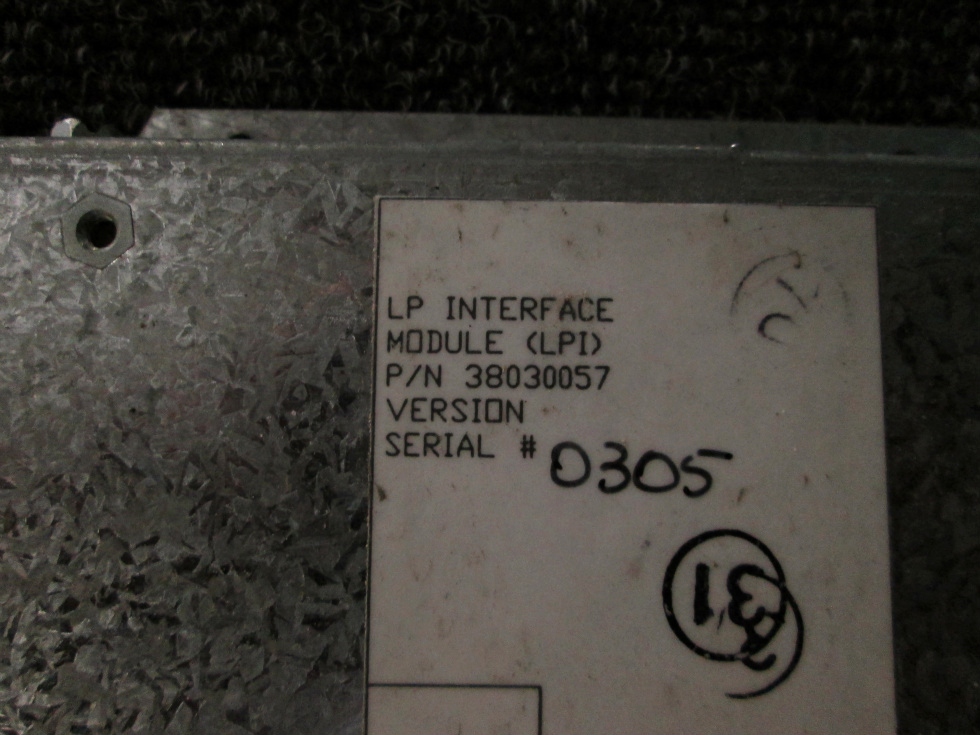 LP INTERFACE
MODULE (LPI)
P/N 38030057
VERSION
SERIAL # 0305